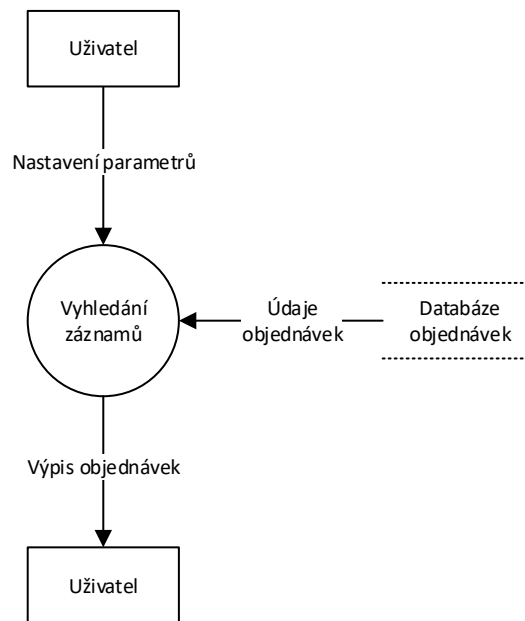 Uživatel
Nastavení parametrů
Vyhledání
záznamů
Údaje
objednávek
Databáze
objednávek
Výpis objednávek
Uživatel